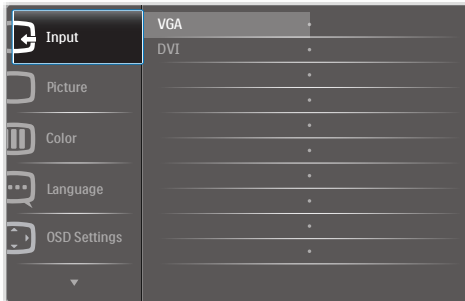 Input
Picture
Color
Language
OSD Settings
VGA
DVI